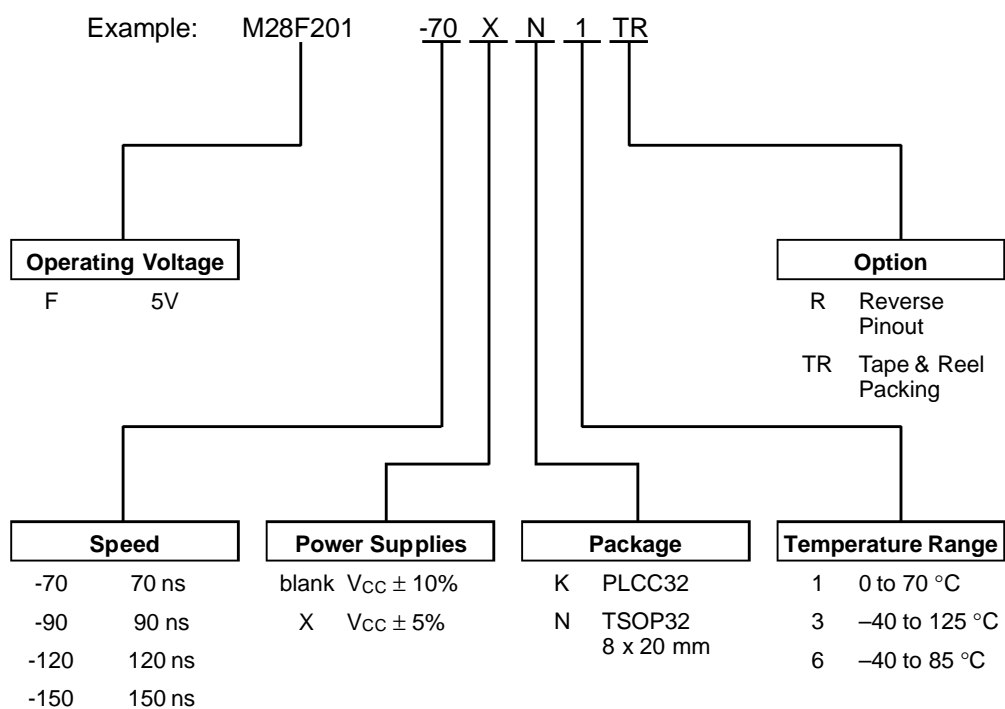 Example: M28F201 -70 X N 1 TR
Operating Voltage
F 5V
Option
R Reverse
Pinout
TR Tape & Reel
Packing
Speed
-70 70 ns
-90 90 ns
-120 120 ns
-150 150 ns
Power Supplies
blank VCC ± 10%
X VCC ± 5%
Package
K PLCC32
N TSOP32
8 x 20 mm
Temperature Range
1 0 to 70 °C
3 –40 to 125 °C
6 –40 to 85 °C